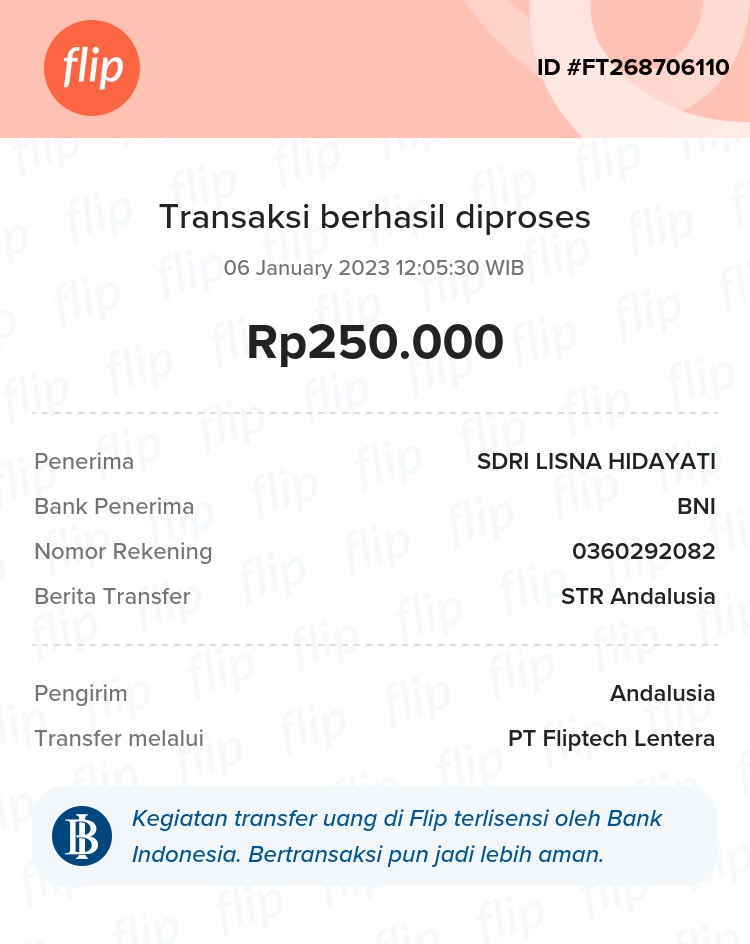 flip
ID #FT268706110
Transaksi berhasil diproses
06 January 2023 12:05:30 WIB
Rp250.000
Penerima SDRI LISNA HIDAYATI
Bank Penerima BNI
Nomor Rekening 0360292082
Berita Transfer STR Andalusia
Pengirim Andalusia
Transfer melalui PT Fliptech Lentera
Kegiatan transfer uang di Flip terlisensi oleh Bank
Indonesia. Bertransaksi pun jadi lebih aman.